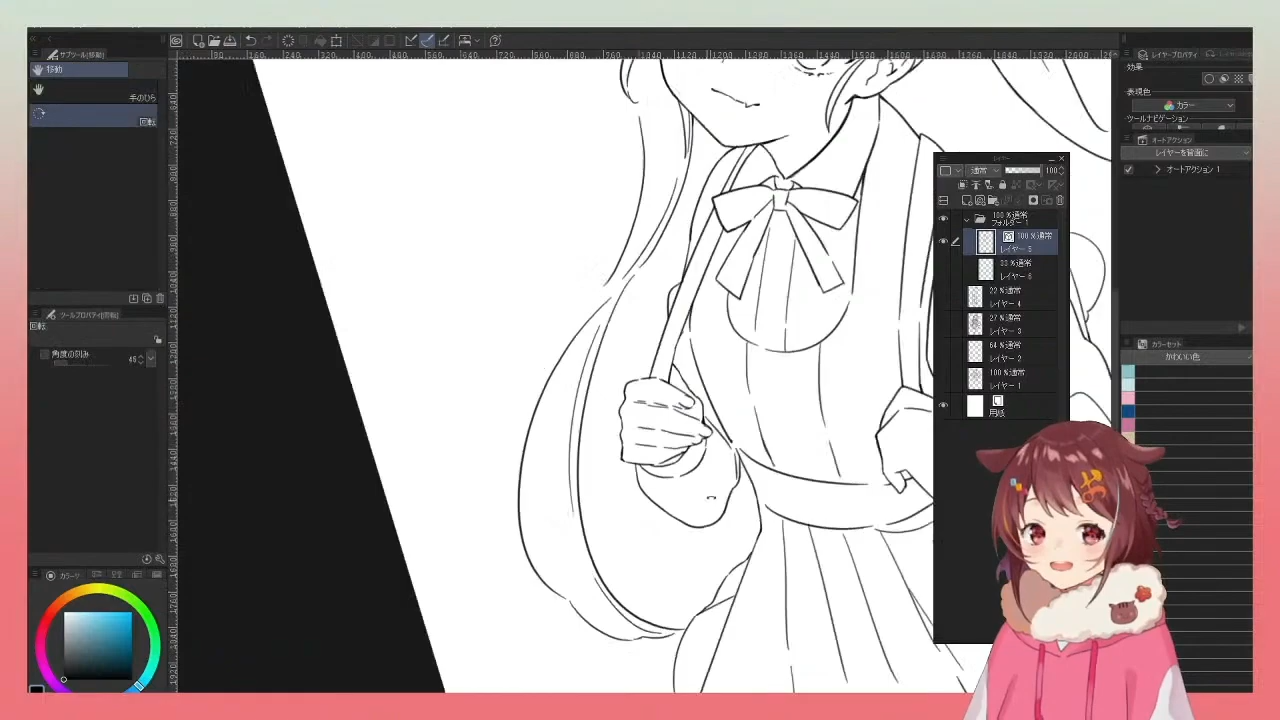 サブツール(移動)
移動
手のひら
回転
ツールプロパティ(回転)
回転
角度の刻み
45
カラーサ
レイヤー
通常
100
100 %通常
フォルダー 1
100 %通常
レイヤー 5
33 %通常
レイヤー 6
22 %通常
レイヤー 4
27 %通常
レイヤー 3
64 %通常
レイヤー 2
100 %通常
レイヤー 1
用紙
レイヤープロパティ
効果
表現色
カラー
ツールナビゲーション
オートアクション
レイヤーを背面に
オートアクション 1
カラーセット
かわいい色